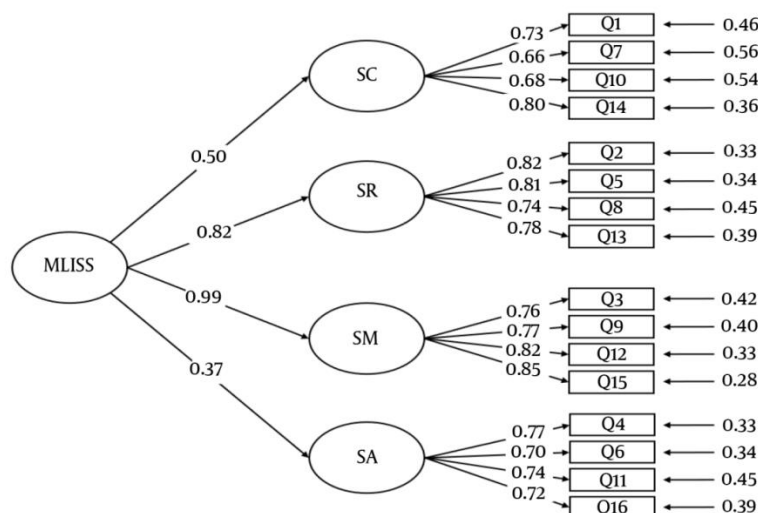 0.73 Q1 0.46
0.66 Q7 0.56
SC 0.68 Q10 0.54
0.80 Q14 0.36
0.50
0.82 Q2 0.33
0.81 Q5 0.34
SR 0.74 Q8 0.45
0.78 Q13 0.39
0.82
MLISS
0.99
0.76 Q3 0.42
0.77 Q9 0.40
SM 0.82 Q12 0.33
0.85 Q15 0.28
0.37
0.77 Q4 0.33
0.70 Q6 0.34
SA 0.74 Q11 0.45
0.72 Q16 0.39